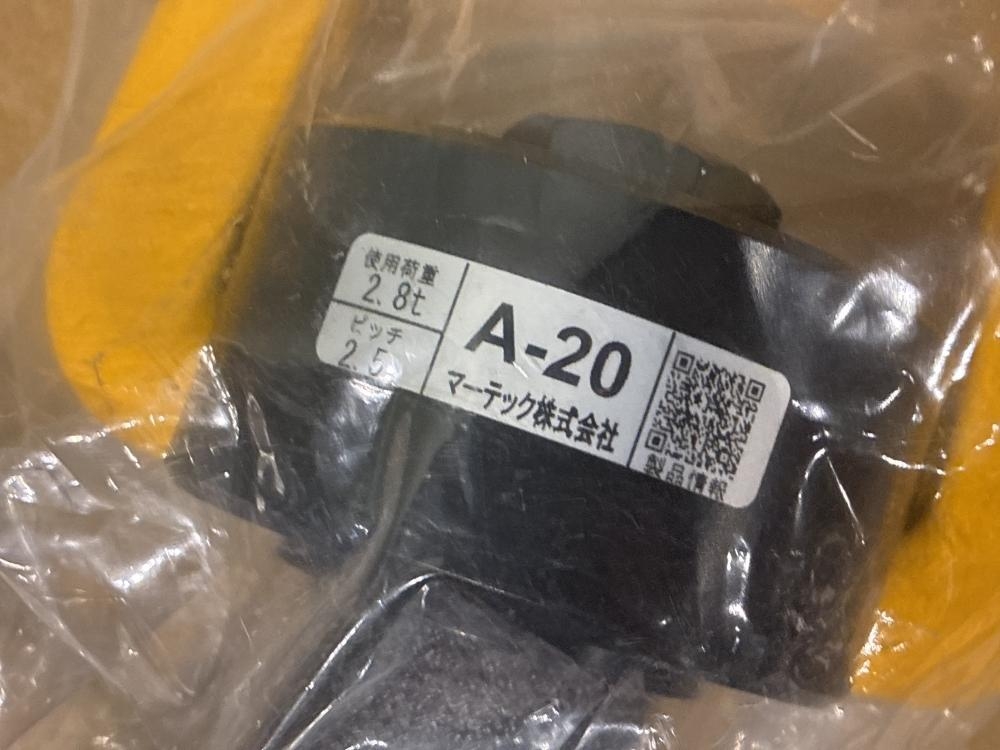 使用荷重
2.8t
ピッチ
2.5
A-20
マーテック株式会社
製品情報